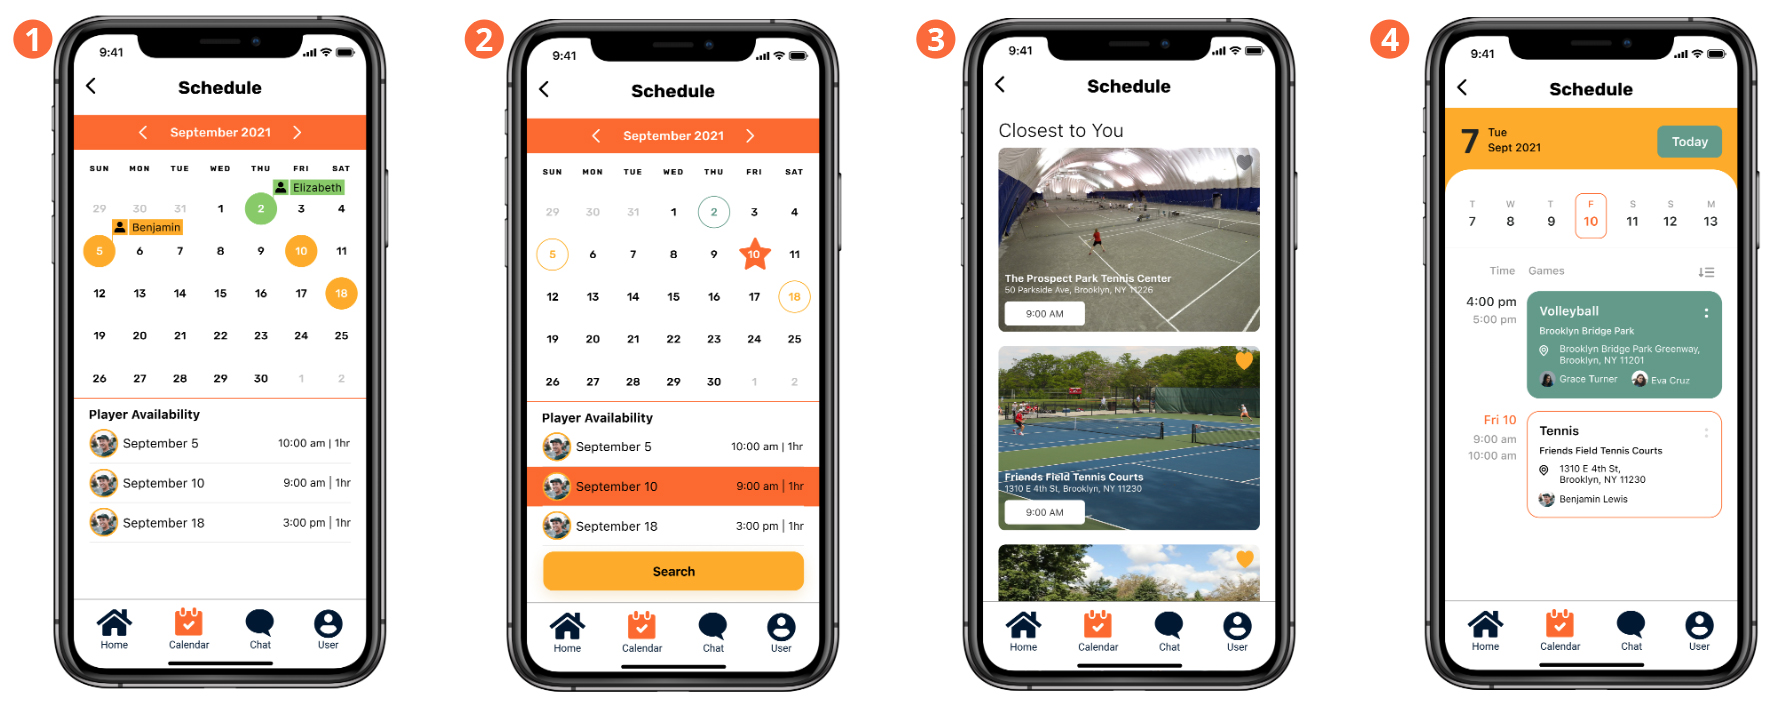 1
9:41
Schedule
September 2021
SUN MON TUE WED THU FRI SAT
Elizabeth
29 30 31 1 2 3 4
Benjamin
5 6 7 8 9 10 11
12 13 14 15 16 17 18
19 20 21 22 23 24 25
26 27 28 29 30 1 2
Player Availability
September 5 10:00 am | 1hr
September 10 9:00 am | 1hr
September 18 3:00 pm | 1hr
Home Calendar Chat User
2
9:41
Schedule
September 2021
SUN MON TUE WED THU FRI SAT
29 30 31 1 2 3 4
5 6 7 8 9 10 11
12 13 14 15 16 17 18
19 20 21 22 23 24 25
26 27 28 29 30 1 2
Player Availability
September 5 10:00 am | 1hr
September 10 9:00 am | 1hr
September 18 3:00 pm | 1hr
Search
Home Calendar Chat User
3
9:41
Schedule
Closest to You
The Prospect Park Tennis Center
50 Parkside Ave, Brooklyn, NY 11226
9:00 AM
Friends Field Tennis Courts
1310 E 4th St, Brooklyn, NY 11230
9:00 AM
Home Calendar Chat User
4
9:41
Schedule
7 Tue
Sept 2021
Today
T W T F S S M
7 8 9 10 11 12 13
Time Games
4:00 pm
5:00 pm
Volleyball
Brooklyn Bridge Park
Brooklyn Bridge Park Greenway,
Brooklyn, NY 11201
Grace Turner Eva Cruz
Fri 10
9:00 am
10:00 am
Tennis
Friends Field Tennis Courts
1310 E 4th St,
Brooklyn, NY 11230
Benjamin Lewis
Home Calendar Chat User